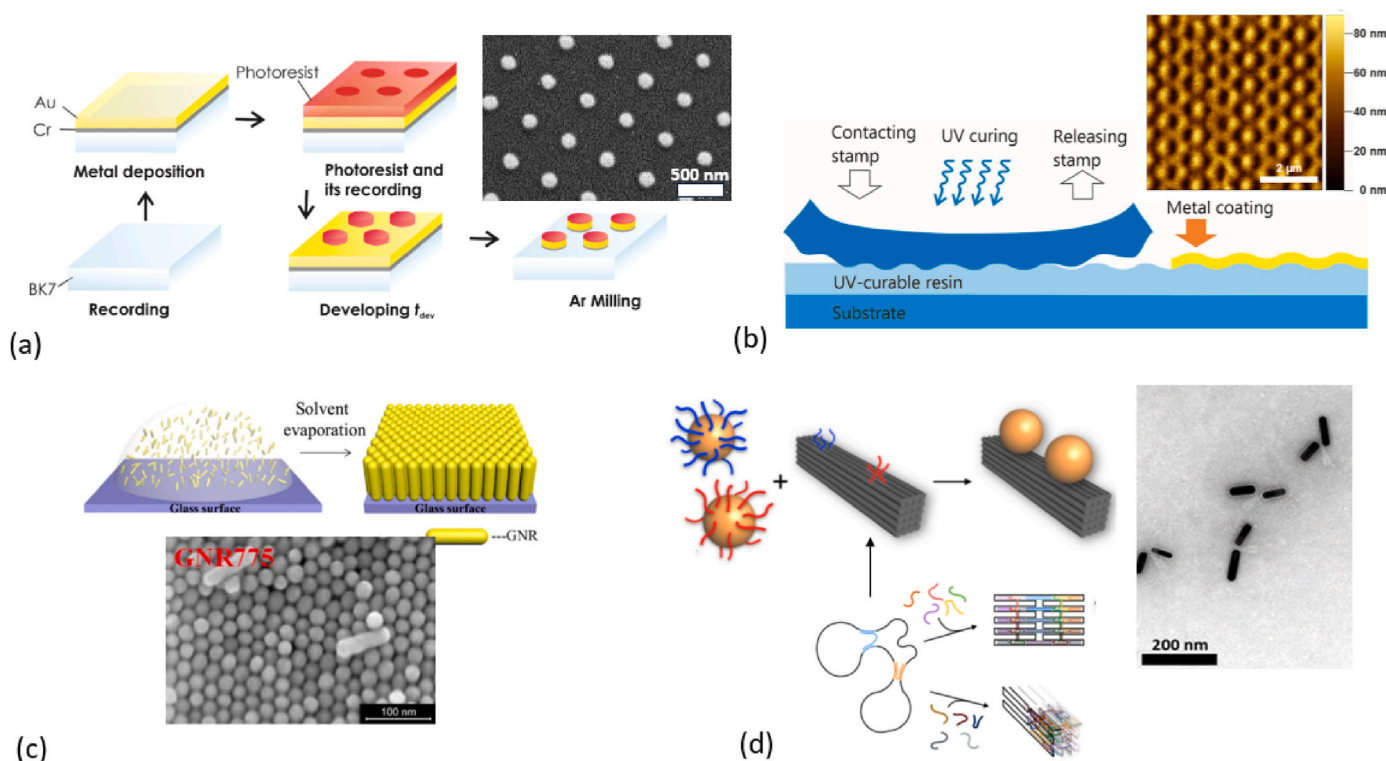 Au
Cr
Metal deposition
Photoresist
Photoresist and
its recording
500 nm
BK7
Recording
Developing t_dev
Ar Milling
(a)
Contacting
stamp
UV curing
Releasing
stamp
80 nm
60 nm
40 nm
20 nm
0 nm
2 µm
Metal coating
UV-curable resin
Substrate
(b)
Solvent
evaporation
Glass surface
Glass surface
---GNR
GNR775
100 nm
(c)
+
200 nm
(d)